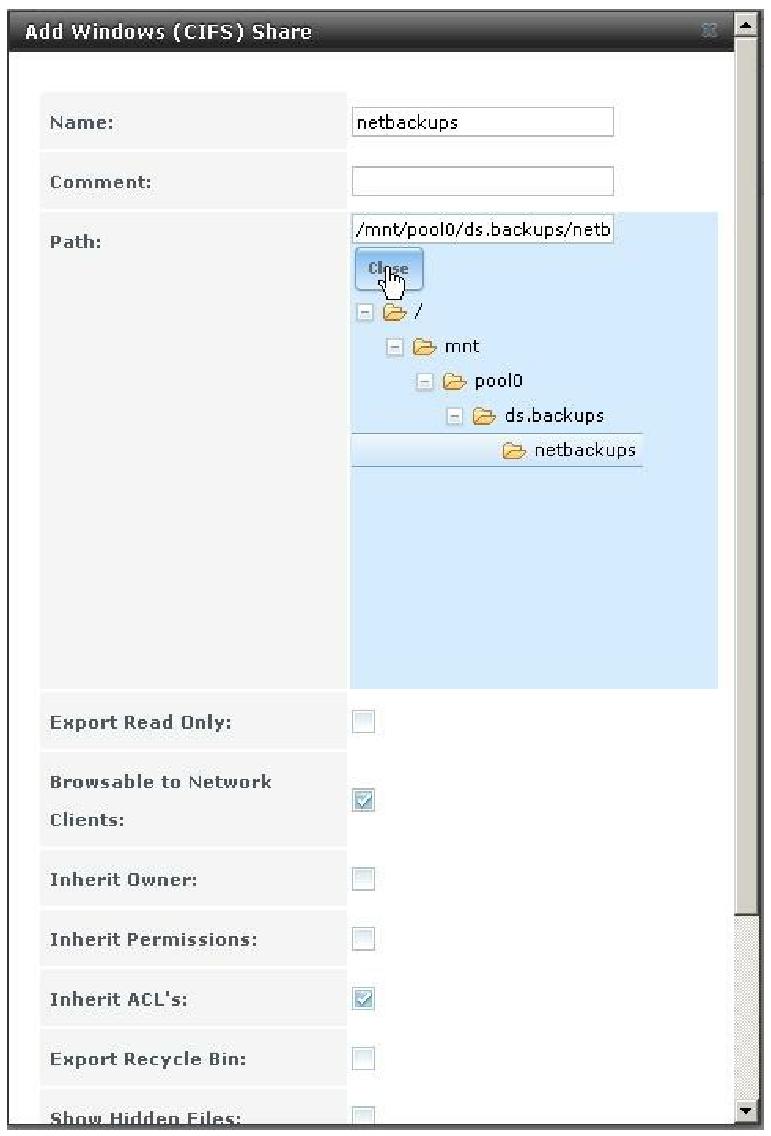 Add Windows (CIFS) Share
Name:
netbackups
Comment:
Path:
/mnt/pool0/ds.backups/netb
Close
/
mnt
pool0
ds.backups
netbackups
Export Read Only:
Browsable to Network
Clients:
Inherit Owner:
Inherit Permissions:
Inherit ACL's:
Export Recycle Bin:
Show Hidden Files: